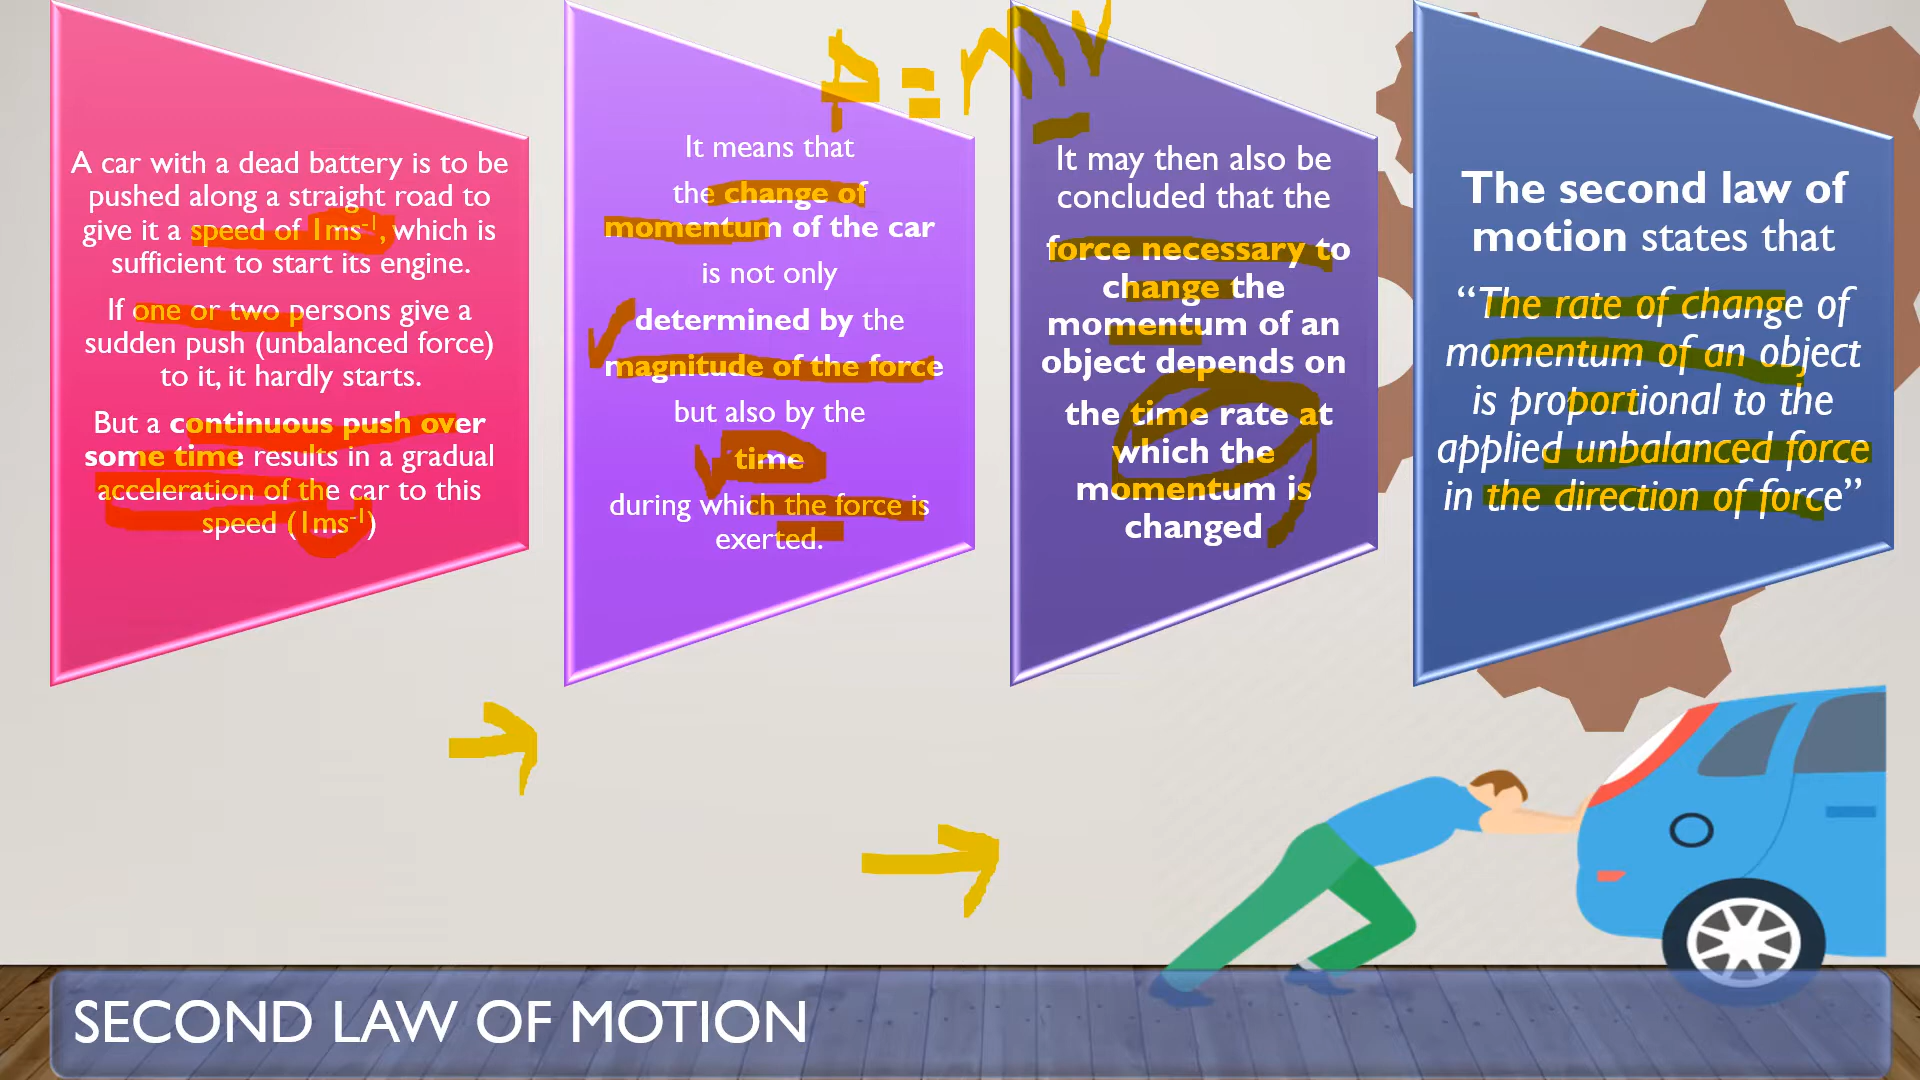 A car with a dead battery is to be
pushed along a straight road to
give it a speed of 1ms⁻¹, which is
sufficient to start its engine.
If one or two persons give a
sudden push (unbalanced force)
to it, it hardly starts.
But a continuous push over
some time results in a gradual
acceleration of the car to this
speed (1ms⁻¹)
p = mv
It means that
the change of
momentum of the car
is not only
determined by the
magnitude of the force
but also by the
time
during which the force is
exerted.
It may then also be
concluded that the
force necessary to
change the
momentum of an
object depends on
the time rate at
which the
momentum is
changed
The second law of
motion states that
“The rate of change of
momentum of an object
is proportional to the
applied unbalanced force
in the direction of force”
SECOND LAW OF MOTION